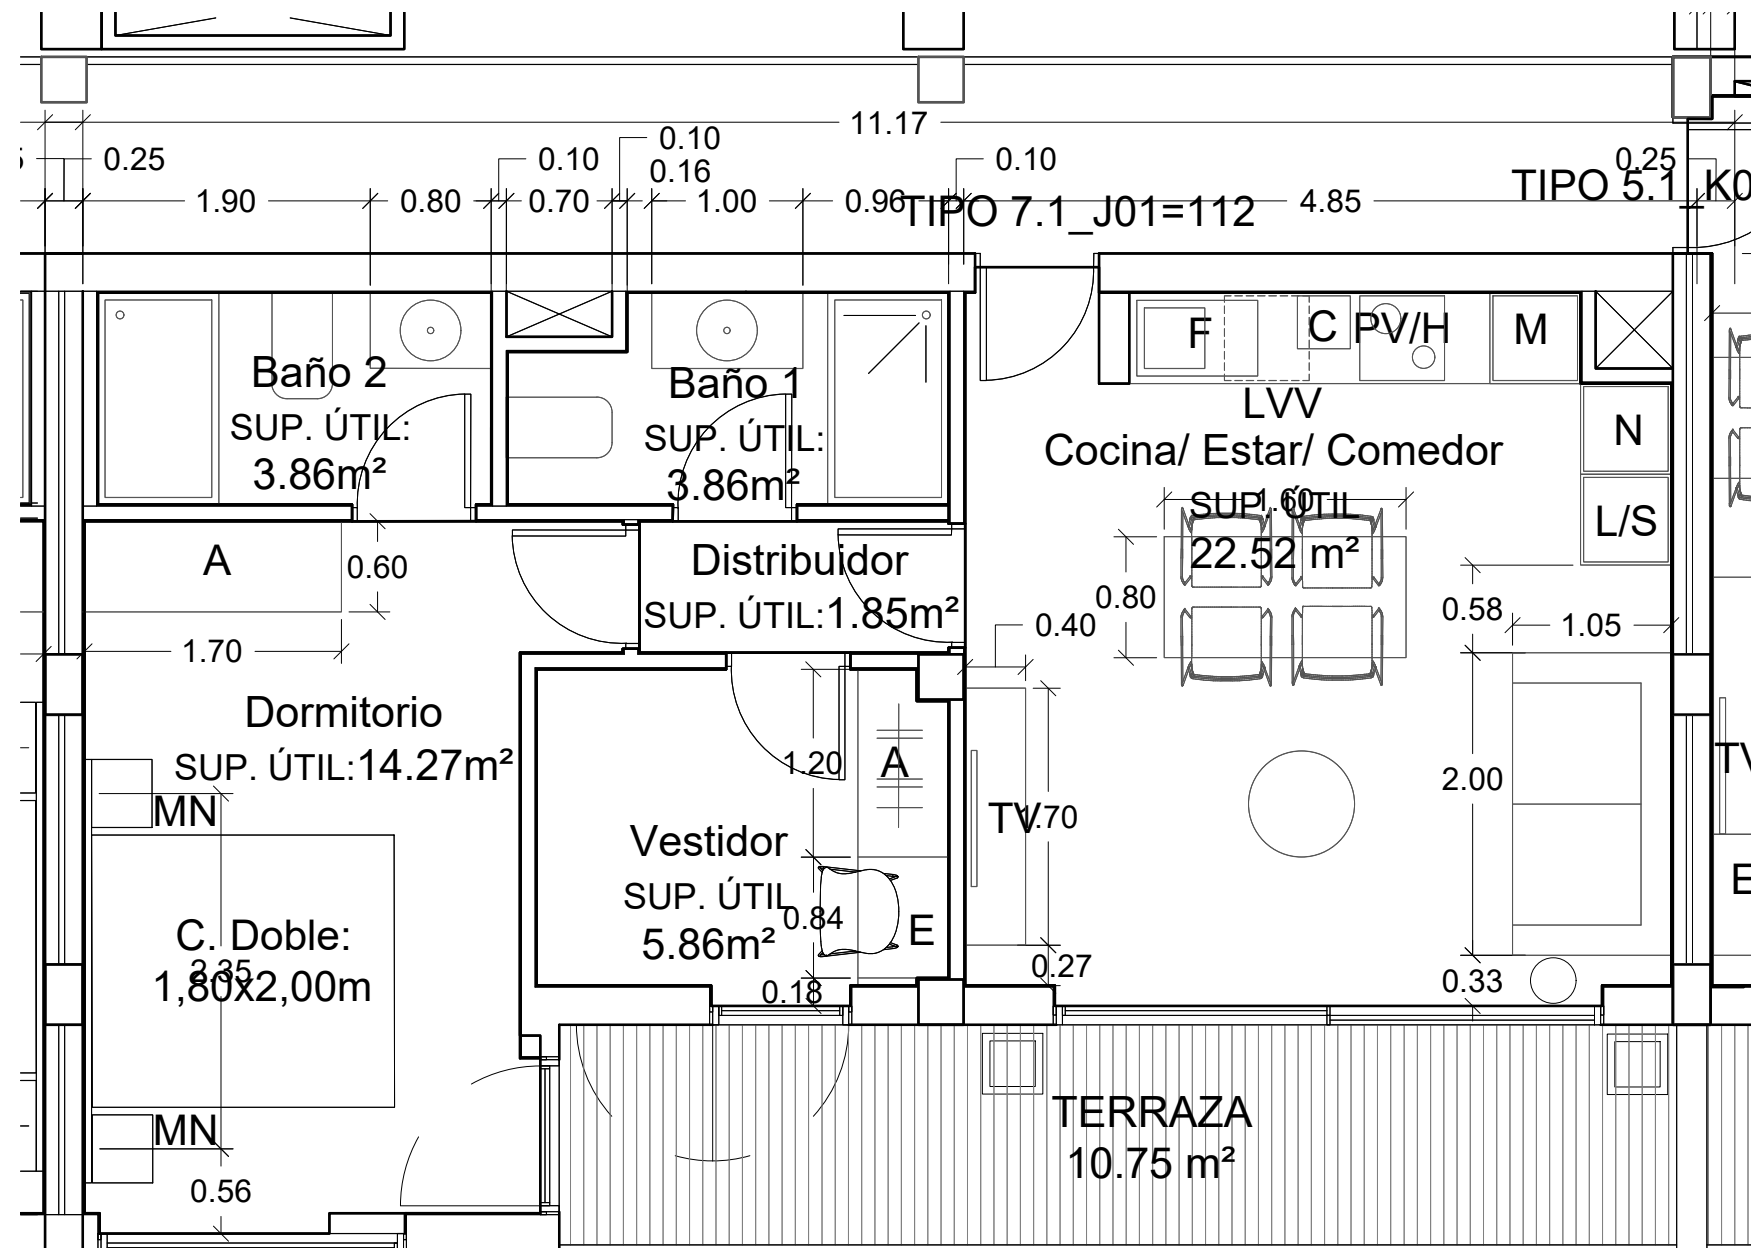 11.17
0.10
0.25
0.10
0.16
0.10
0.25
1.90
0.80
0.70
1.00
0.96
TIPO 7.1_J01=112
4.85
TIPO 5.1_K0
F
C
PV/H
M
Baño 2
SUP. ÚTIL:
3.86m²
Baño 1
SUP. ÚTIL:
3.86m²
LVV
Cocina/ Estar/ Comedor
SUP. ÚTIL
22.52 m²
1.60
N
L/S
A
0.60
Distribuidor
SUP. ÚTIL:1.85m²
0.80
0.40
0.58
1.05
1.70
Dormitorio
SUP. ÚTIL:14.27m²
MN
1.20
A
TV
1.70
2.00
TV
Vestidor
SUP. ÚTIL
5.86m²
0.84
E
E
C. Doble:
1,80x2,00m
2.35
0.18
0.27
0.33
MN
0.56
TERRAZA
10.75 m²